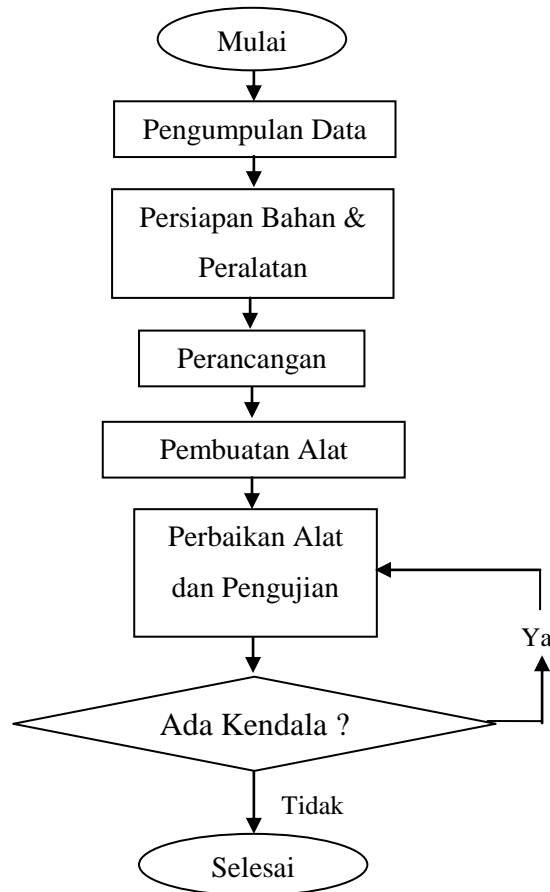 Mulai
Pengumpulan Data
Persiapan Bahan &
Peralatan
Perancangan
Pembuatan Alat
Perbaikan Alat
dan Pengujian
Ya
Ada Kendala ?
Tidak
Selesai